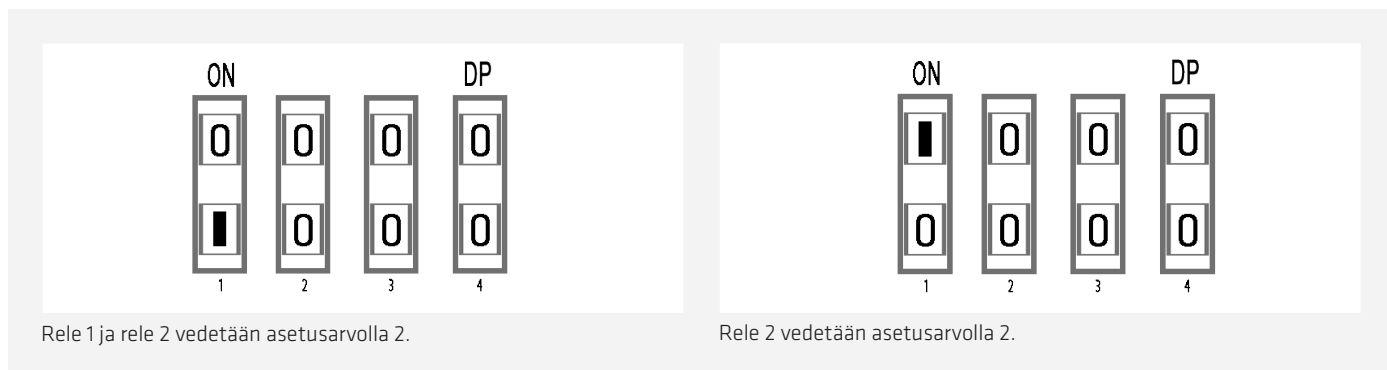 ON DP
0 0 0 0
I 0 0 0
1 2 3 4
Rele 1 ja rele 2 vedetään asetusarvolla 2.
ON DP
I 0 0 0
0 0 0 0
1 2 3 4
Rele 2 vedetään asetusarvolla 2.